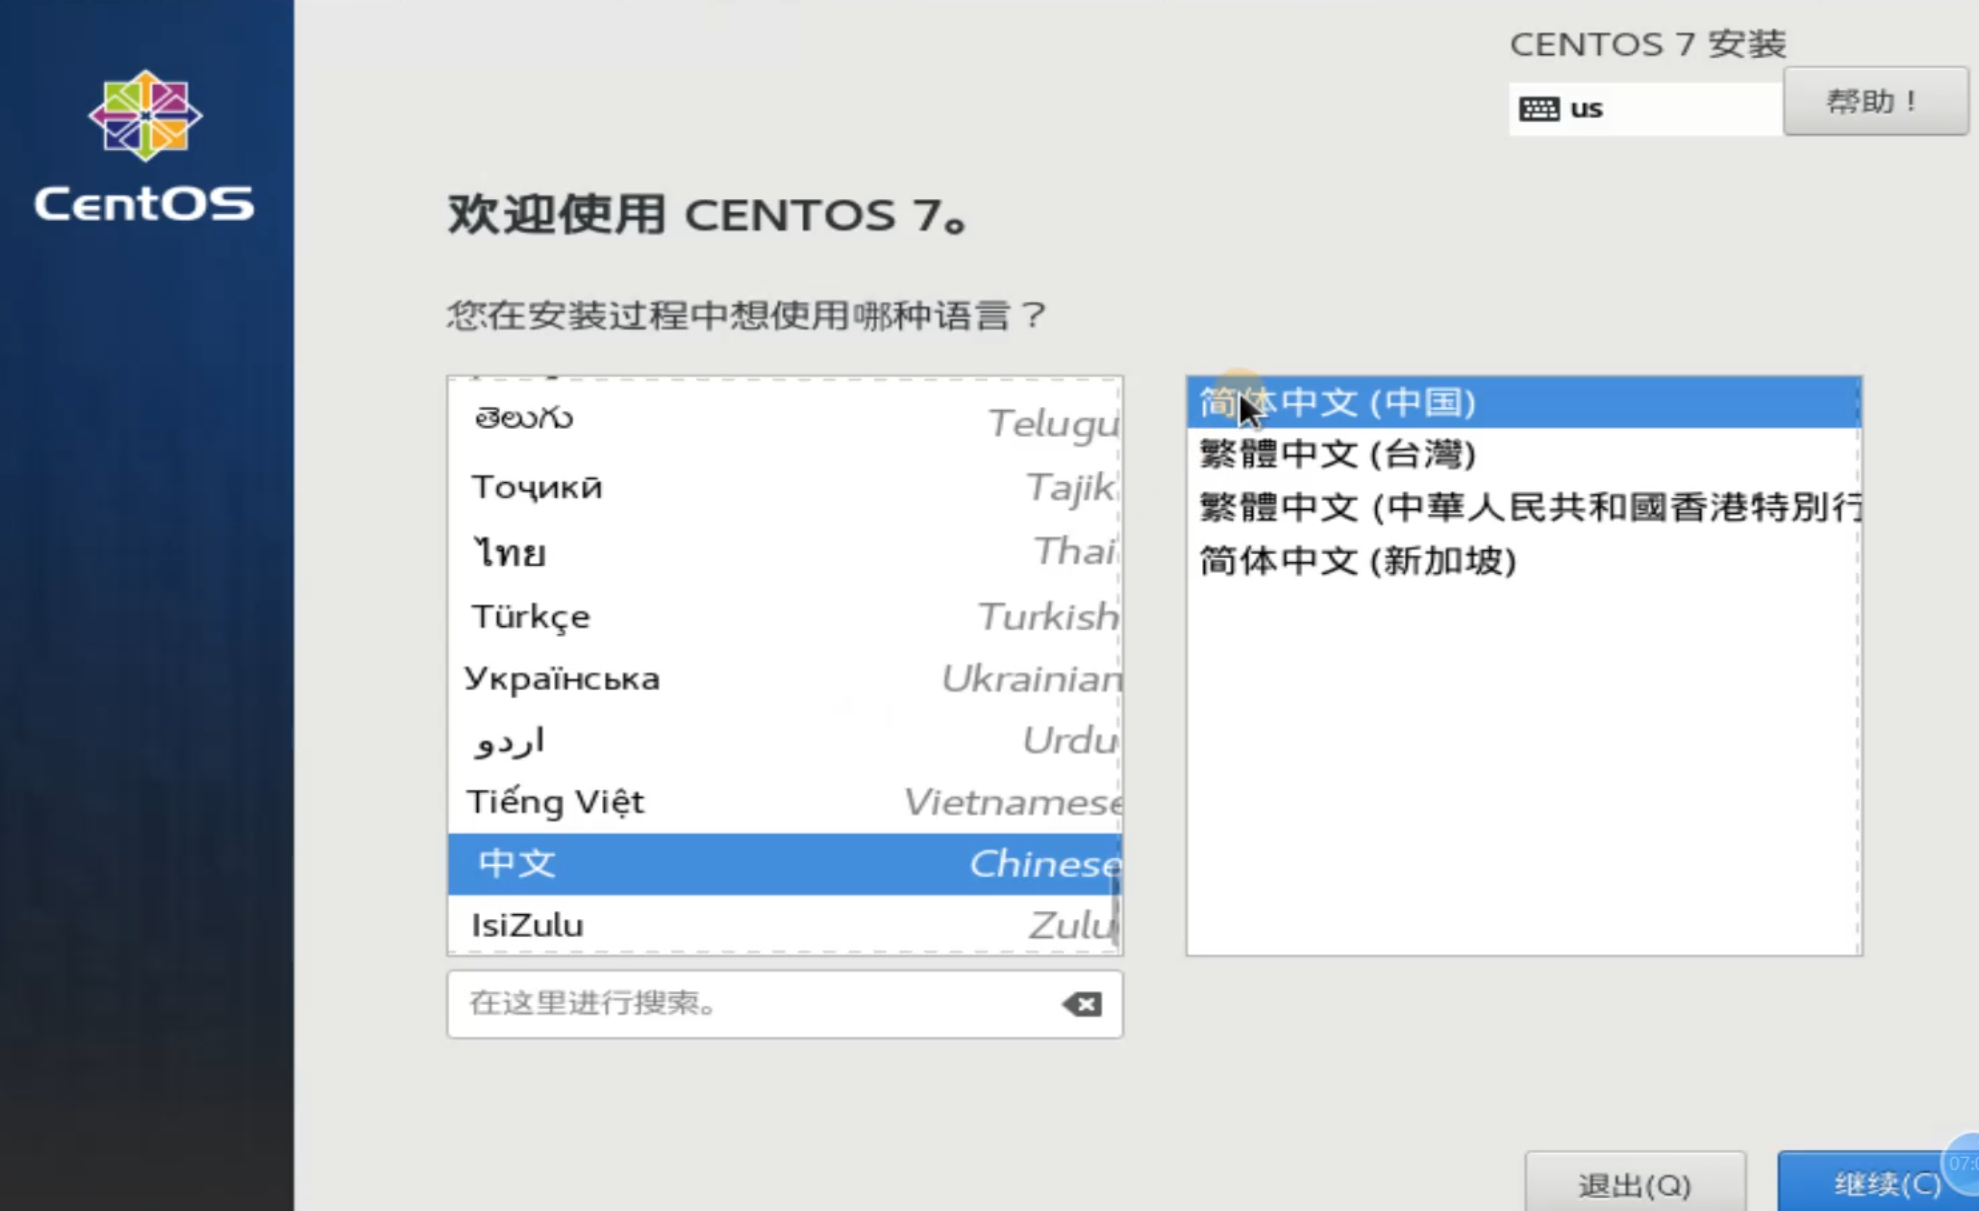 CentOS
CENTOS 7 安装
us
帮助！
欢迎使用 CENTOS 7。
您在安装过程中想使用哪种语言？
తెలుగు Telugu
Тоҷикӣ Tajik
ไทย Thai
Türkçe Turkish
Українська Ukrainian
اردو Urdu
Tiếng Việt Vietnamese
中文 Chinese
IsiZulu Zulu
在这里进行搜索。
简体中文 (中国)
繁體中文 (台灣)
繁體中文 (中華人民共和國香港特別行
简体中文 (新加坡)
退出(Q)
继续(C)